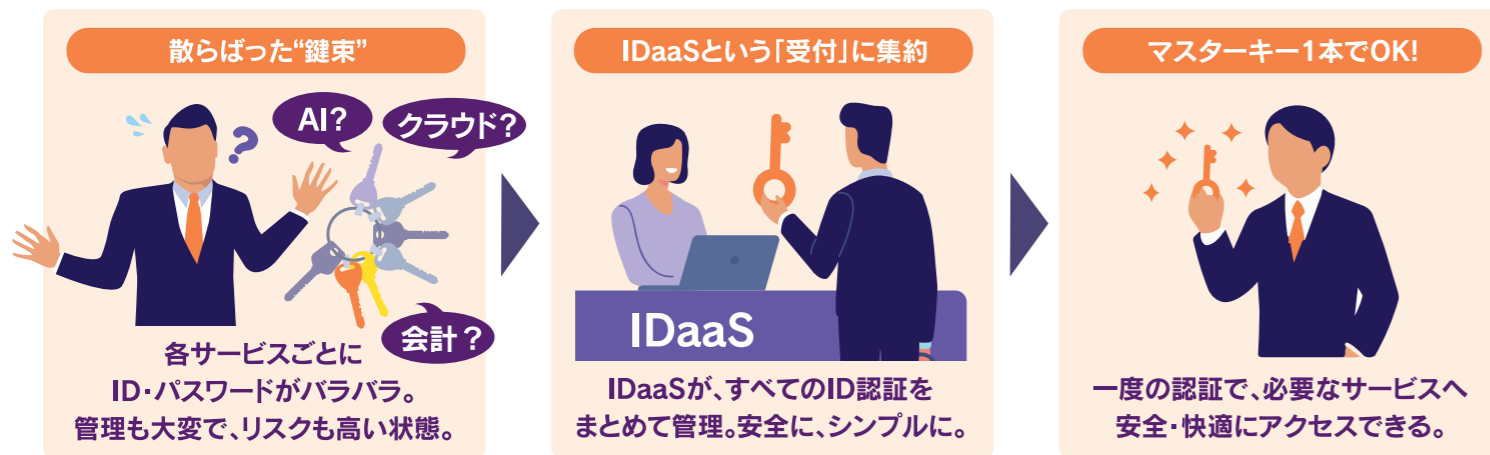 散らばった“鍵束”
AI?
クラウド?
会計?
各サービスごとに
ID・パスワードがバラバラ。
管理も大変で、リスクも高い状態。
IDaaSという「受付」に集約
IDaaS
IDaaSが、すべてのID認証を
まとめて管理。安全に、シンプルに。
マスターキー1本でOK!
一度の認証で、必要なサービスへ
安全・快適にアクセスできる。